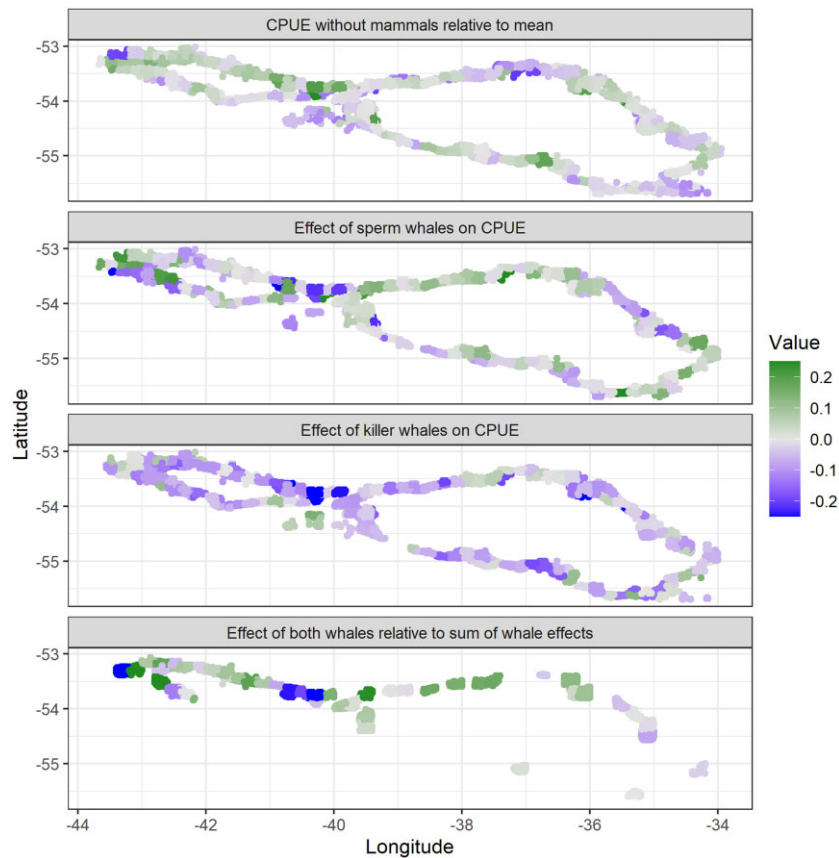 CPUE without mammals relative to mean
-53
-54
-55
Effect of sperm whales on CPUE
-53
-54
-55
Effect of killer whales on CPUE
-53
-54
-55
Effect of both whales relative to sum of whale effects
-53
-54
-55
-44 -42 -40 -38 -36 -34
Longitude
Latitude
Value
0.2
0.1
0.0
-0.1
-0.2